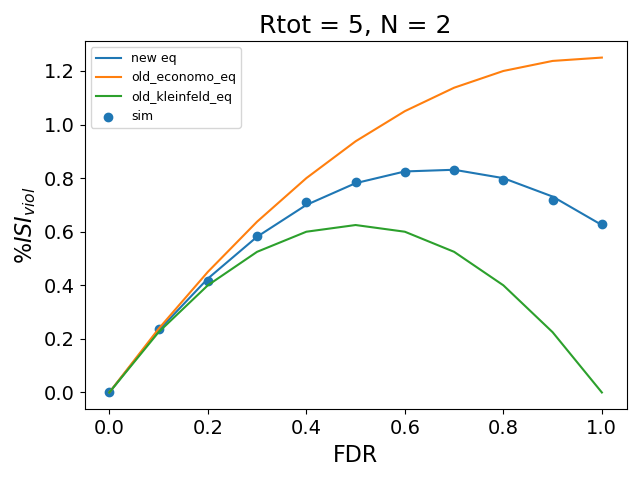 Rtot = 5, N = 2
new eq
old_economo_eq
old_kleinfeld_eq
sim
%ISI_viol
1.2
1.0
0.8
0.6
0.4
0.2
0.0
0.0 0.2 0.4 0.6 0.8 1.0
FDR